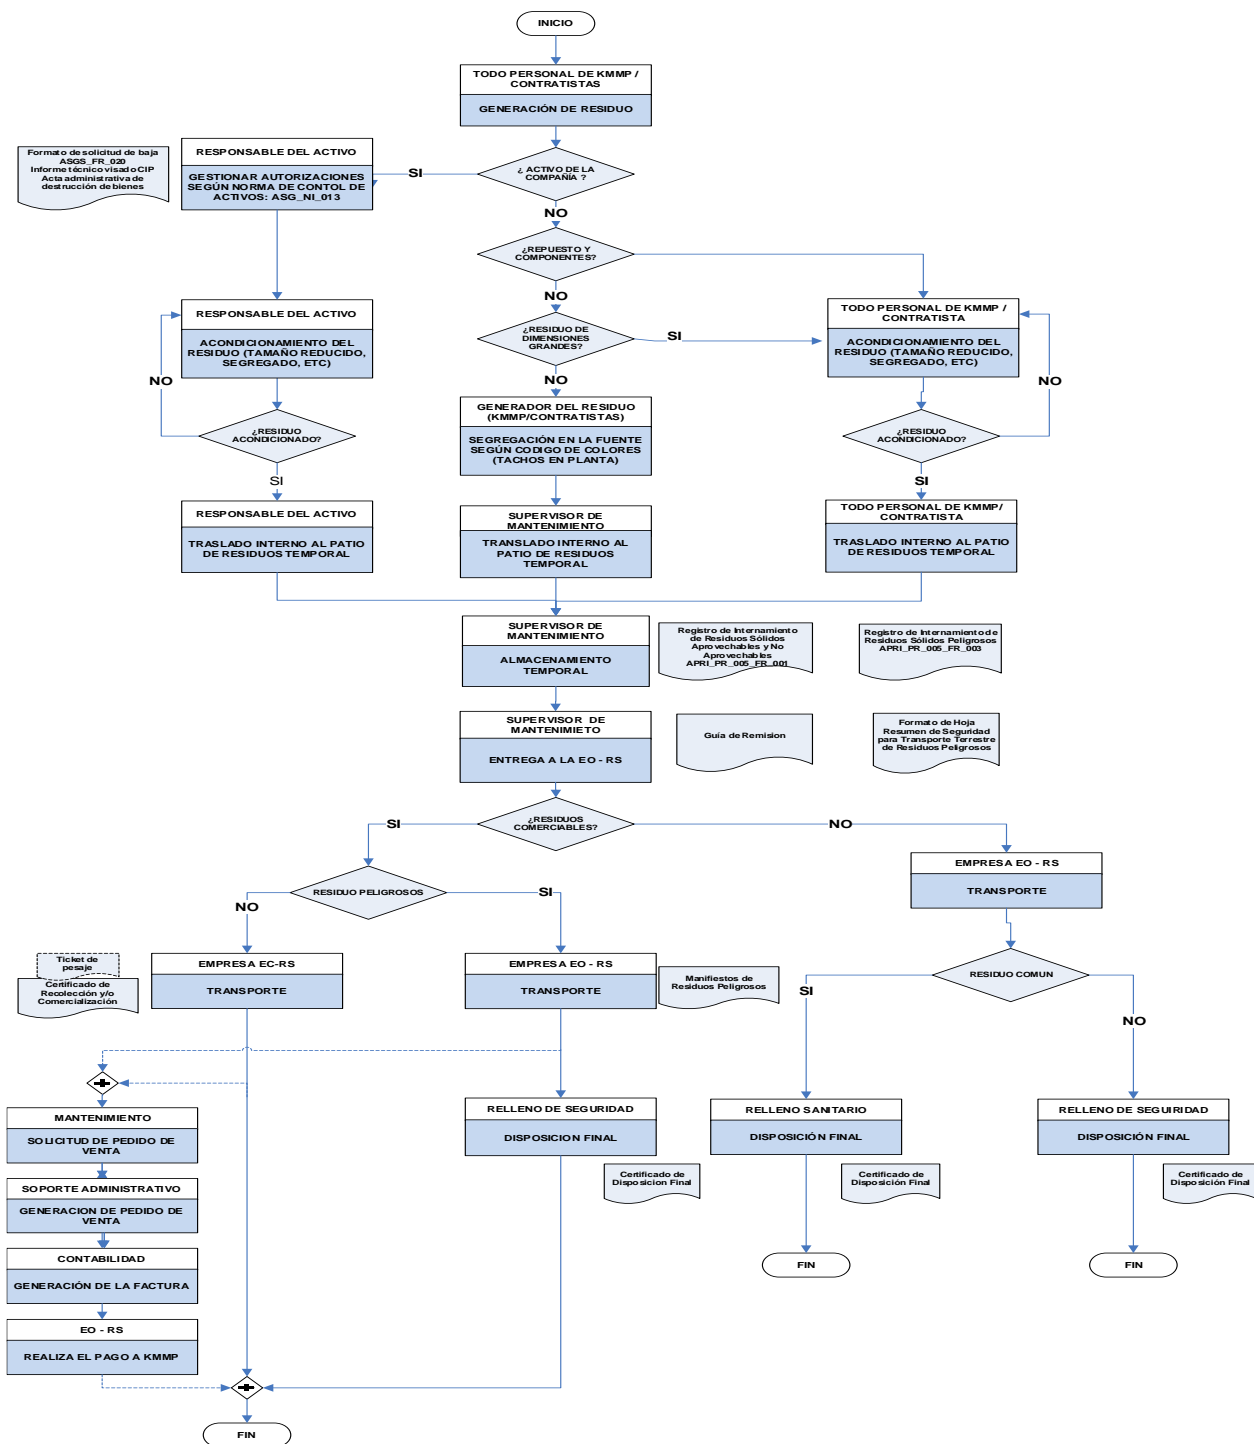 INICIO
TODO PERSONAL DE KMMP /
CONTRATISTAS
GENERACIÓN DE RESIDUO
Formato de solicitud de baja
ASGS_FR_020
Informe técnico visado CIP
Acta administrativa de
destrucción de bienes
RESPONSABLE DEL ACTIVO
GESTIONAR AUTORIZACIONES
SEGÚN NORMA DE CONTOL DE
ACTIVOS: ASG_NI_013
SI
¿ ACTIVO DE LA
COMPAÑÍA ?
NO
¿REPUESTO Y
COMPONENTES?
NO
RESPONSABLE DEL ACTIVO
ACONDICIONAMIENTO DEL
RESIDUO (TAMAÑO REDUCIDO,
SEGREGADO, ETC)
¿RESIDUO DE
DIMENSIONES
GRANDES?
SI
TODO PERSONAL DE KMMP /
CONTRATISTA
ACONDICIONAMIENTO DEL
RESIDUO (TAMAÑO REDUCIDO,
SEGREGADO, ETC)
NO
NO
NO
¿RESIDUO
ACONDICIONADO?
GENERADOR DEL RESIDUO
(KMMP/CONTRATISTAS)
SEGREGACIÓN EN LA FUENTE
SEGÚN CODIGO DE COLORES
(TACHOS EN PLANTA)
¿RESIDUO
ACONDICIONADO?
SI
SI
RESPONSABLE DEL ACTIVO
TRASLADO INTERNO AL PATIO
DE RESIDUOS TEMPORAL
SUPERVISOR DE
MANTENIMIENTO
TRANSLADO INTERNO AL
PATIO DE RESIDUOS
TEMPORAL
TODO PERSONAL DE KMMP/
CONTRATISTA
TRASLADO INTERNO AL PATIO
DE RESIDUOS TEMPORAL
SUPERVISOR DE
MANTENIMIENTO
ALMACENAMIENTO
TEMPORAL
Registro de Internamiento
de Residuos Sólidos
Aprovechables y No
Aprovechables
APRI_PR_005_FR_001
Registro de Internamiento de
Residuos Sólidos Peligrosos
APRI_PR_005_FR_003
SUPERVISOR DE
MANTENIMIETO
ENTREGA A LA EO - RS
Guía de Remision
Formato de Hoja
Resumen de Seguridad
para Transporte Terrestre
de Residuos Peligrosos
SI
¿RESIDUOS
COMERCIABLES?
NO
EMPRESA EO - RS
TRANSPORTE
NO
RESIDUO PELIGROSOS
SI
Ticket de
pesaje
Certificado de
Recolección y/o
Comercialización
EMPRESA EC-RS
TRANSPORTE
EMPRESA EO - RS
TRANSPORTE
Manifiestos de
Residuos Peligrosos
SI
RESIDUO COMUN
NO
MANTENIMIENTO
SOLICITUD DE PEDIDO DE
VENTA
RELLENO DE SEGURIDAD
DISPOSICION FINAL
Certificado de
Disposicion Final
RELLENO SANITARIO
DISPOSICIÓN FINAL
Certificado de
Disposición Final
RELLENO DE SEGUIRIDAD
DISPOSICIÓN FINAL
Certificado de
Disposición Final
SOPORTE ADMINISTRATIVO
GENERACION DE PEDIDO DE
VENTA
CONTABILIDAD
GENERACIÓN DE LA FACTURA
FIN
FIN
EO - RS
REALIZA EL PAGO A KMMP
FIN